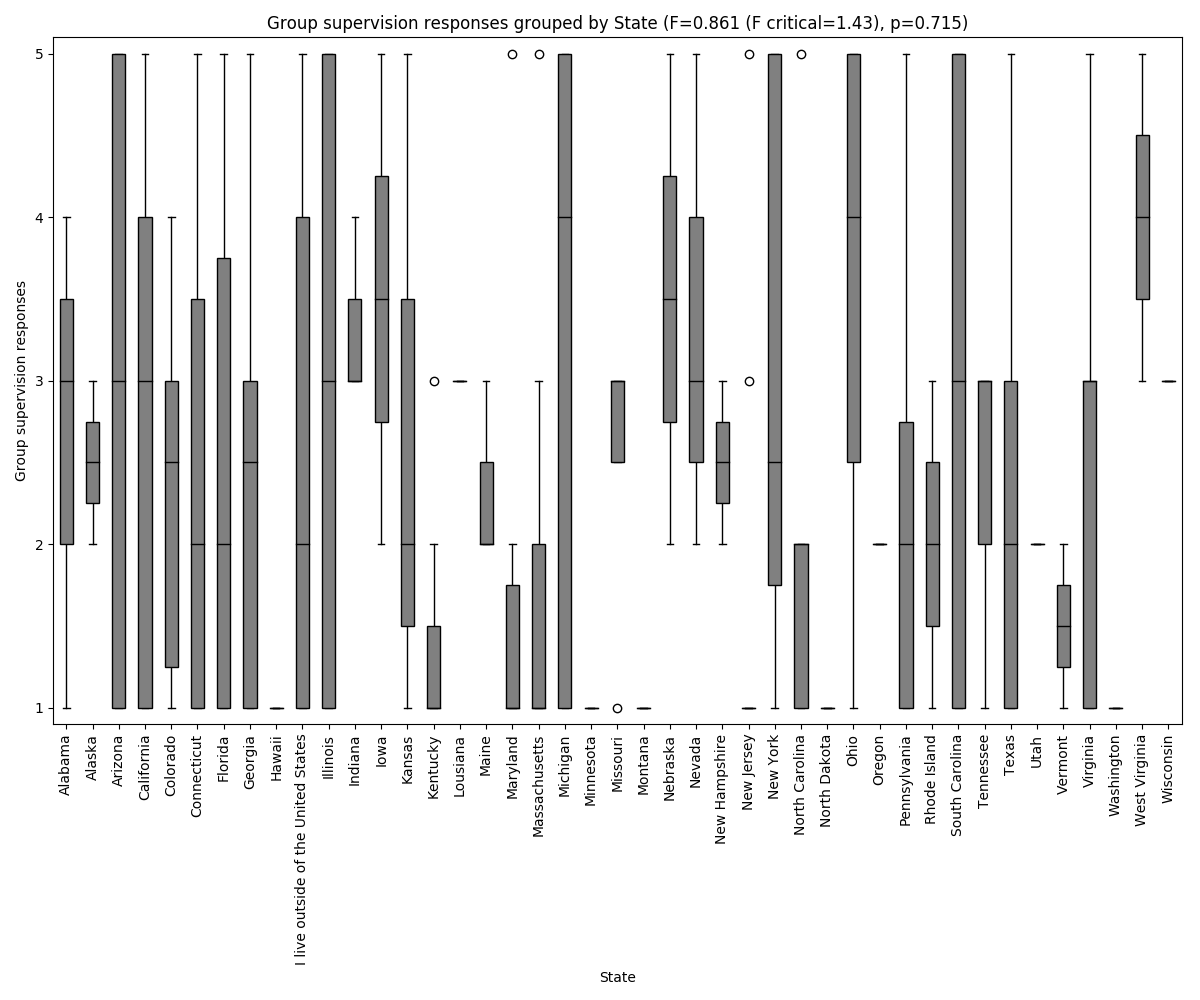 Group supervision responses grouped by State (F=0.861 (F critical=1.43), p=0.715)
Group supervision responses
5
4
3
2
1
Alabama
Alaska
Arizona
California
Colorado
Connecticut
Florida
Georgia
Hawaii
I live outside of the United States
Illinois
Indiana
Iowa
Kansas
Kentucky
Lousiana
Maine
Maryland
Massachusetts
Michigan
Minnesota
Missouri
Montana
Nebraska
Nevada
New Hampshire
New Jersey
New York
North Carolina
North Dakota
Ohio
Oregon
Pennsylvania
Rhode Island
South Carolina
Tennessee
Texas
Utah
Vermont
Virginia
Washington
West Virginia
Wisconsin
State